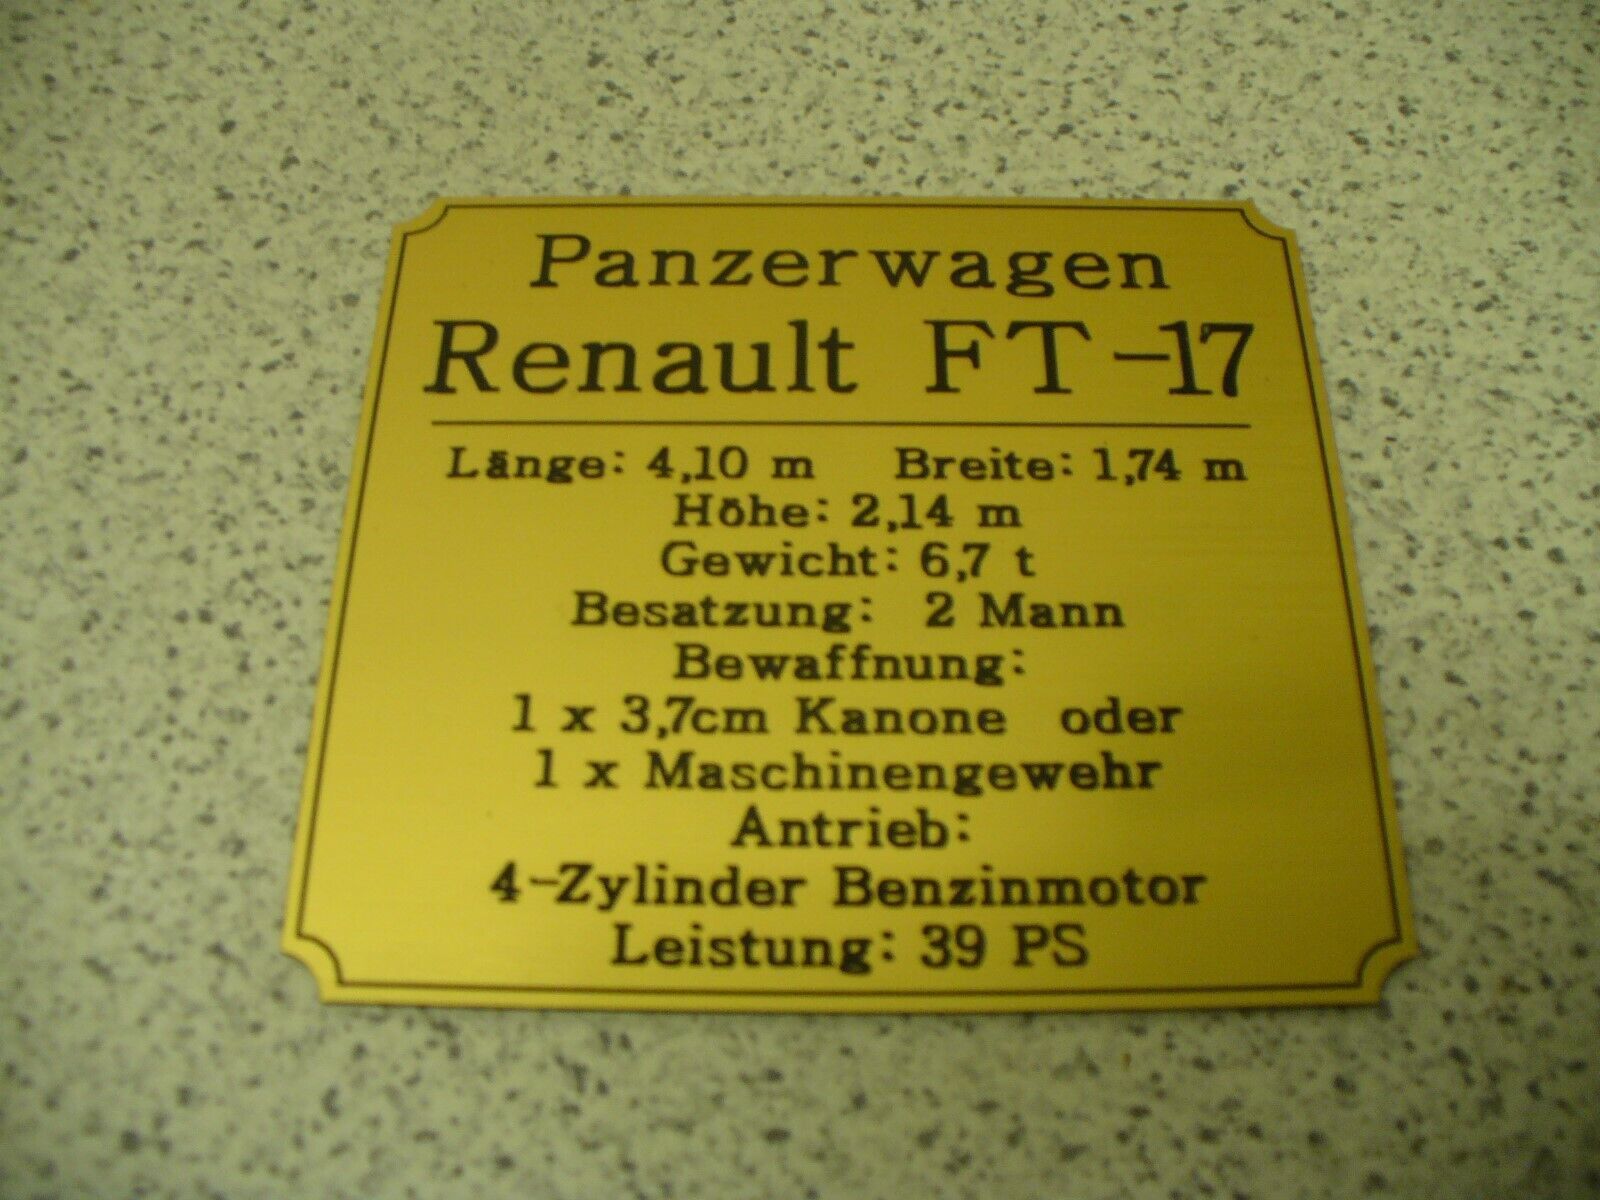 Panzerwagen
Renault FT-17
Länge: 4,10 m Breite: 1,74 m
Höhe: 2,14 m
Gewicht: 6,7 t
Besatzung: 2 Mann
Bewaffnung:
1 x 3,7cm Kanone oder
1 x Maschinengewehr
Antrieb:
4-Zylinder Benzinmotor
Leistung: 39 PS